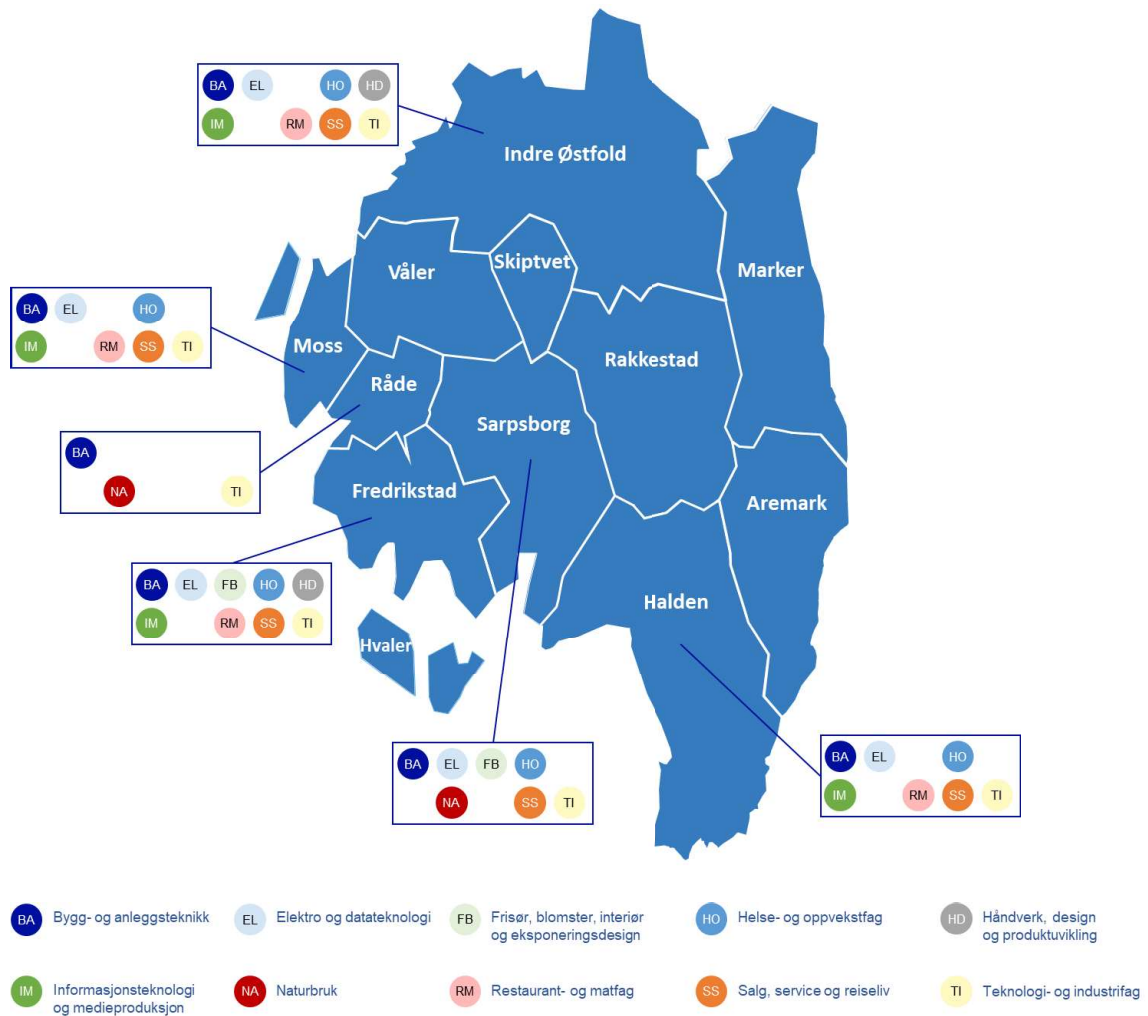 BA EL HO HD
IM RM SS TI
Indre Østfold
Skiptvet
Våler
Marker
BA EL HO
IM RM SS TI
Moss
Rakkestad
Råde
Sarpsborg
BA
NA TI
Fredrikstad
Aremark
BA EL FB HO HD
IM RM SS TI
Halden
Hvaler
BA EL FB HO
NA SS TI
BA EL HO
IM RM SS TI
BA Bygg- og anleggsteknikk
EL Elektro og datateknologi
FB Frisør, blomster, interiør
og eksponeringsdesign
HO Helse- og oppvekstfag
HD Håndverk, design
og produktuvikling
IM Informasjonsteknologi
og medieproduksjon
NA Naturbruk
RM Restaurant- og matfag
SS Salg, service og reiseliv
TI Teknologi- og industrifag